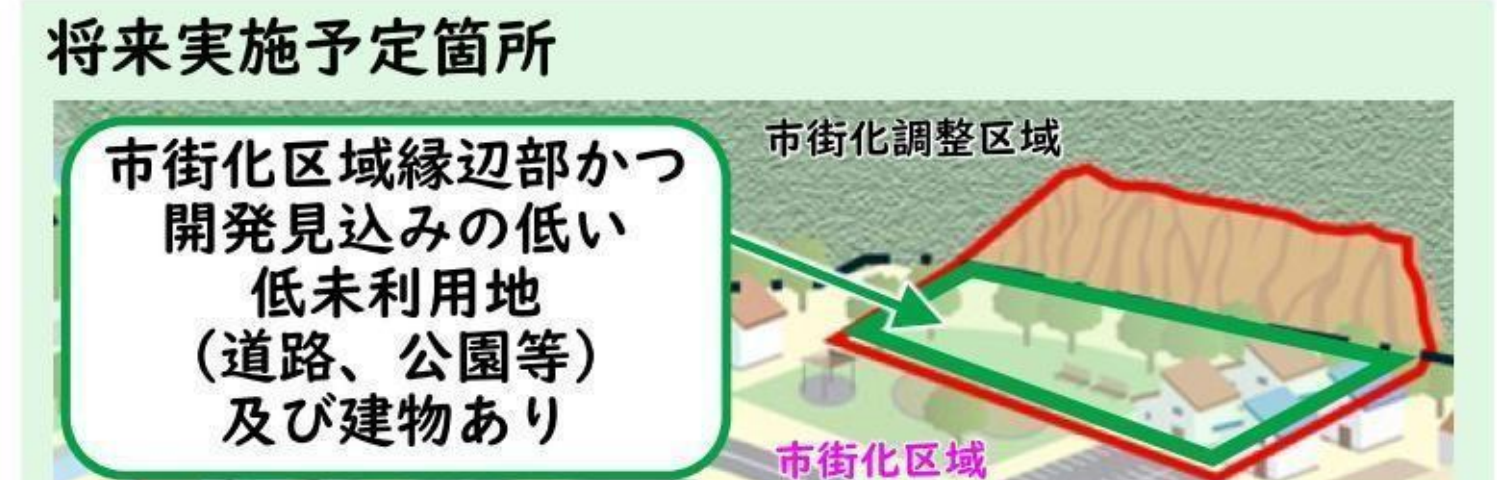 将来実施予定箇所
市街化区域縁辺部かつ
開発見込みの低い
低未利用地
（道路、公園等）
及び建物あり
市街化調整区域
市街化区域